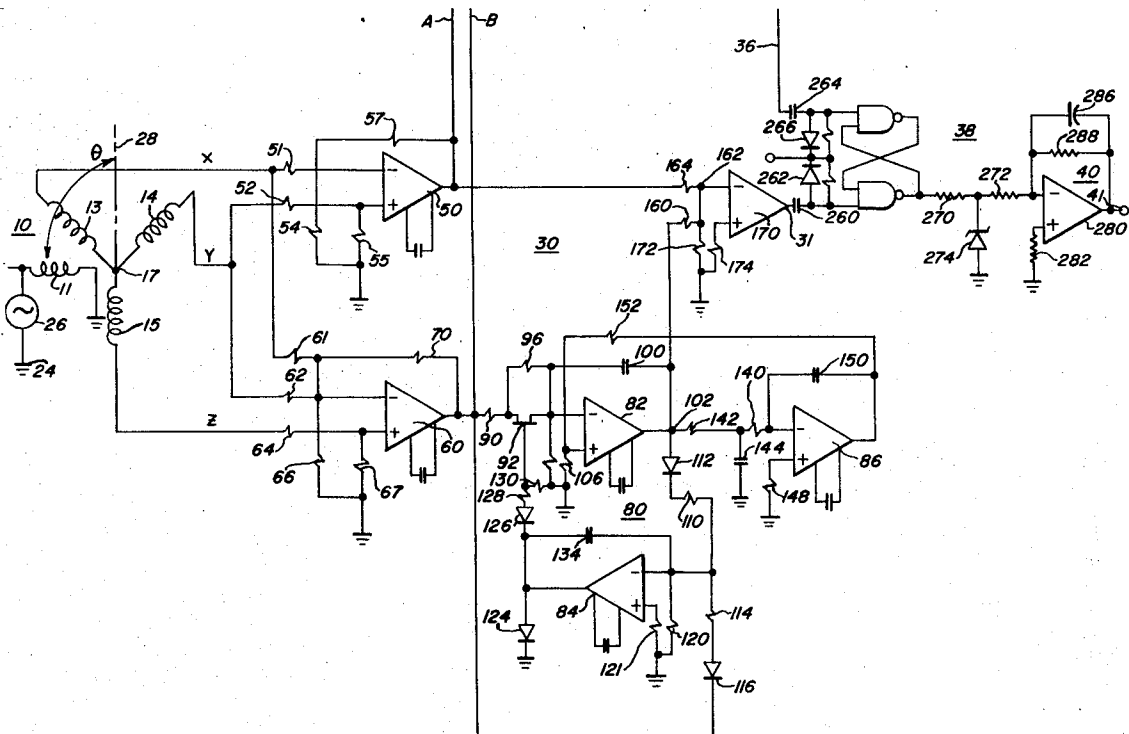 A B 36
264
57 286
28 38
θ X 51 266 288
50 164 162 272 40
52 41
10 13 14 262
160 260 270
54 55 170 31 280
Y 30 172 174 274 282
17
11
26 15 152
61 70 96 100 150
62 82 102 140
142
24 Z 60 90 86
64 92 112 144
66 67 130 106 148
128 110
126 80
134
84 114
124
121 120
116
− + − + − + − + − + − + − +